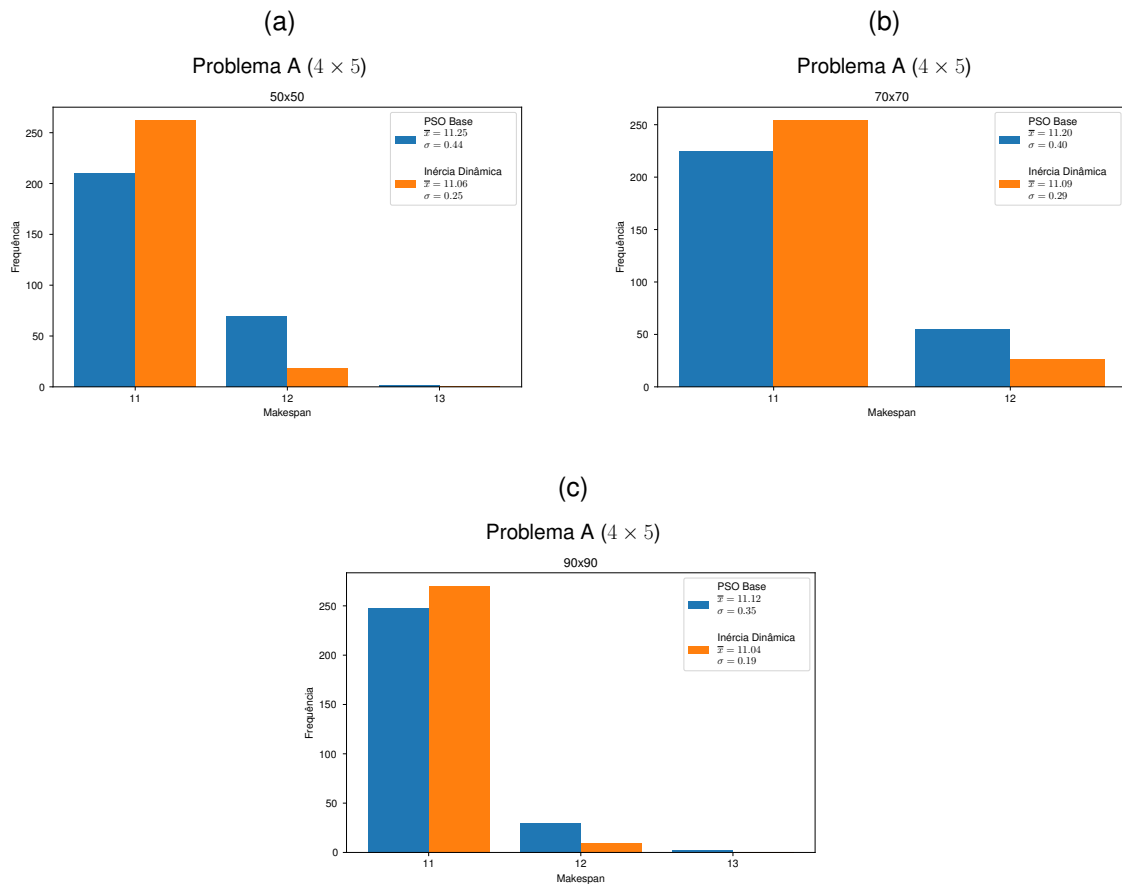 (a)
Problema A (4 × 5)
50x50
Frequência
250
200
150
100
50
0
PSO Base
x̄ = 11.25
σ = 0.44
Inércia Dinâmica
x̄ = 11.06
σ = 0.25
11 12 13
Makespan
(b)
Problema A (4 × 5)
70x70
Frequência
250
200
150
100
50
0
PSO Base
x̄ = 11.20
σ = 0.40
Inércia Dinâmica
x̄ = 11.09
σ = 0.29
11 12
Makespan
(c)
Problema A (4 × 5)
90x90
Frequência
250
200
150
100
50
0
PSO Base
x̄ = 11.12
σ = 0.35
Inércia Dinâmica
x̄ = 11.04
σ = 0.19
11 12 13
Makespan